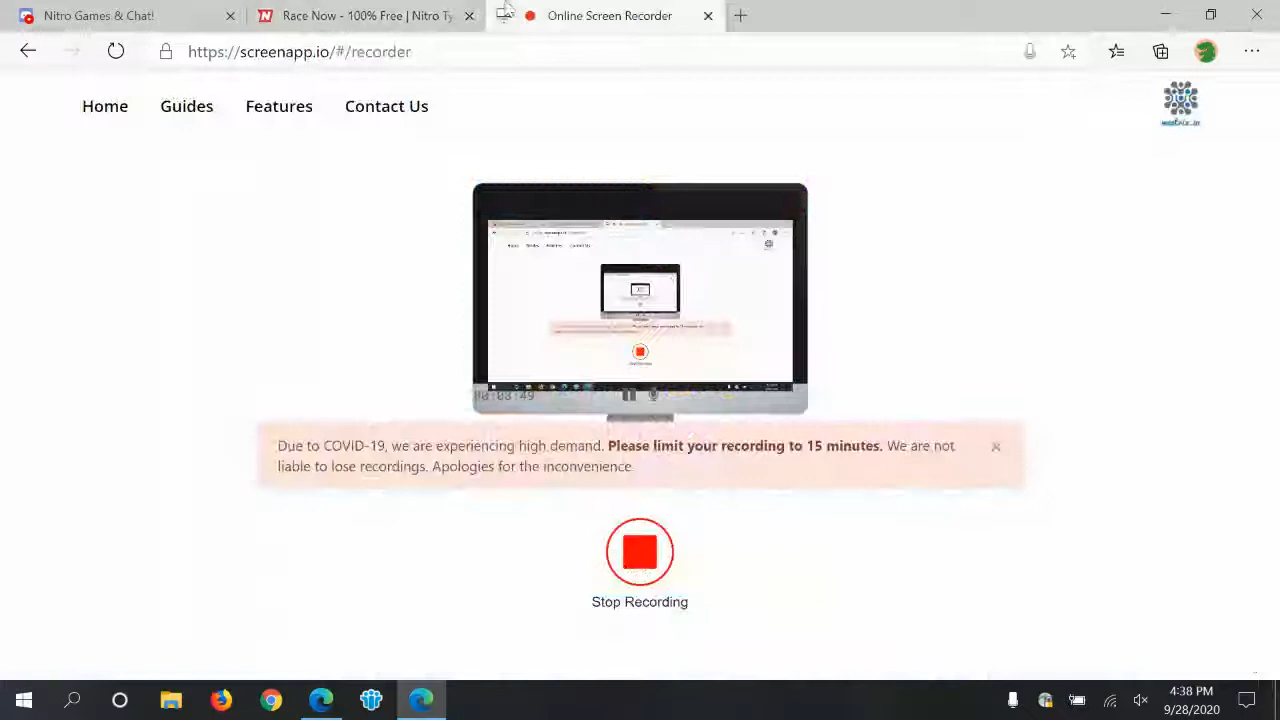 Nitro Games & Chat!
Race Now - 100% Free | Nitro Ty
Online Screen Recorder
https://screenapp.io/#/recorder
Home Guides Features Contact Us
Due to COVID-19, we are experiencing high demand. Please limit your recording to 15 minutes. We are not
liable to lose recordings. Apologies for the inconvenience.
Stop Recording
4:38 PM
9/28/2020